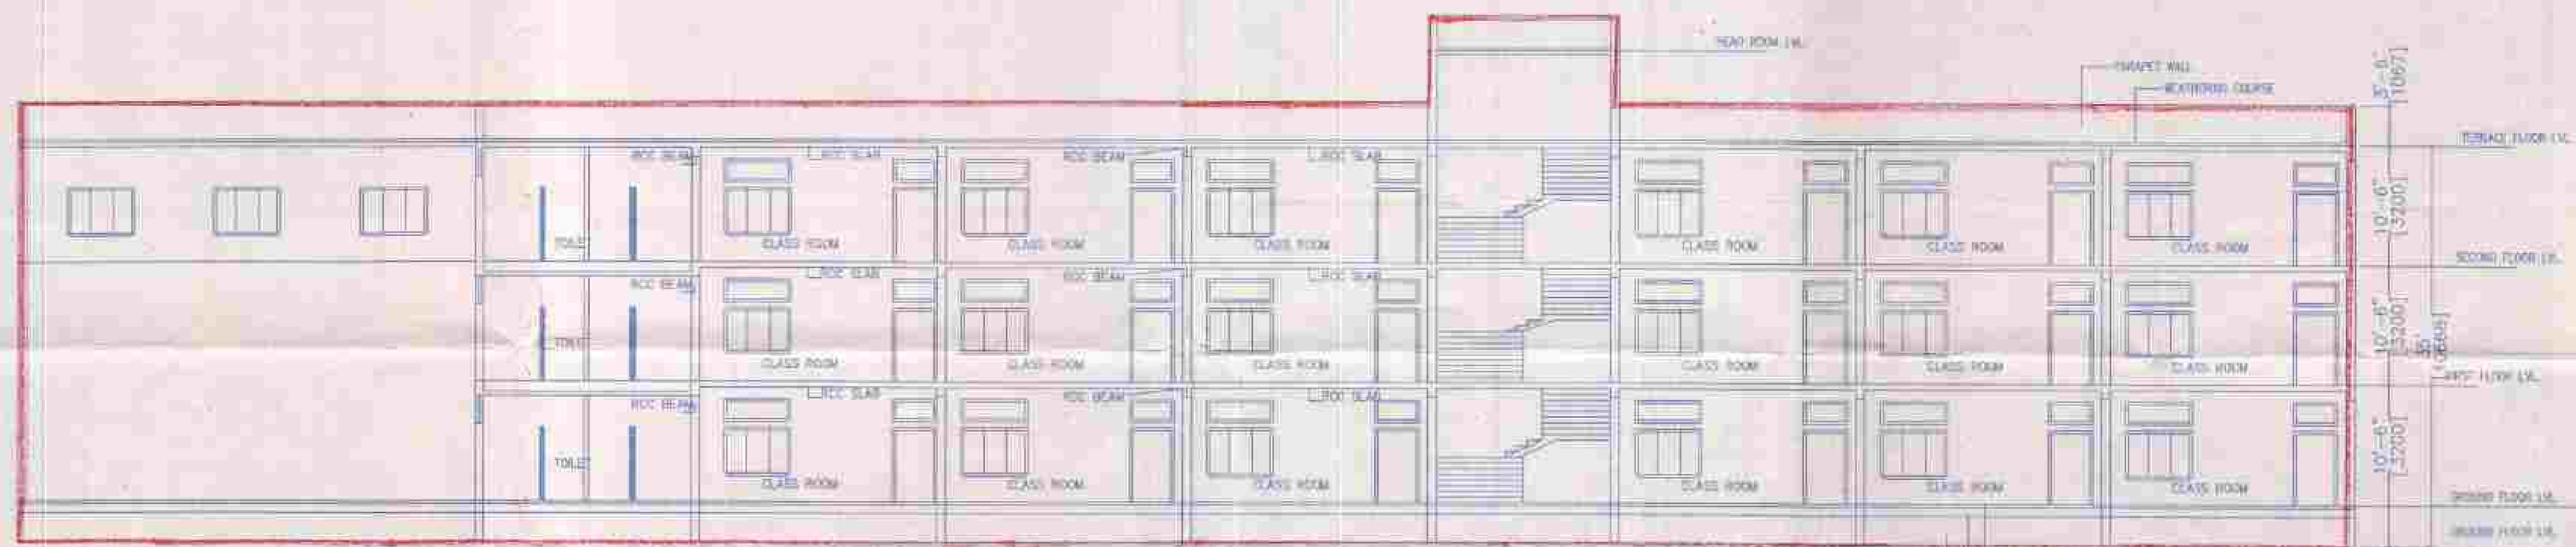 HEAD ROOM LVL.
PARAPET WALL
WEATHERING COURSE
3'-6"
[1067]
TERRACE FLOOR LVL.
RCC BEAM
RCC SLAB
RCC BEAM
RCC SLAB
10'-6"
[3200]
TOILET
CLASS ROOM
CLASS ROOM
CLASS ROOM
CLASS ROOM
CLASS ROOM
CLASS ROOM
SECOND FLOOR LVL.
RCC BEAM
RCC SLAB
RCC BEAM
RCC SLAB
10'-6"
[3200]
TOILET
CLASS ROOM
CLASS ROOM
CLASS ROOM
CLASS ROOM
CLASS ROOM
CLASS ROOM
FIRST FLOOR LVL.
RCC BEAM
RCC SLAB
RCC BEAM
RCC SLAB
10'-6"
[3200]
TOILET
CLASS ROOM
CLASS ROOM
CLASS ROOM
CLASS ROOM
CLASS ROOM
CLASS ROOM
GROUND FLOOR LVL.
GROUND FLOOR LVL.